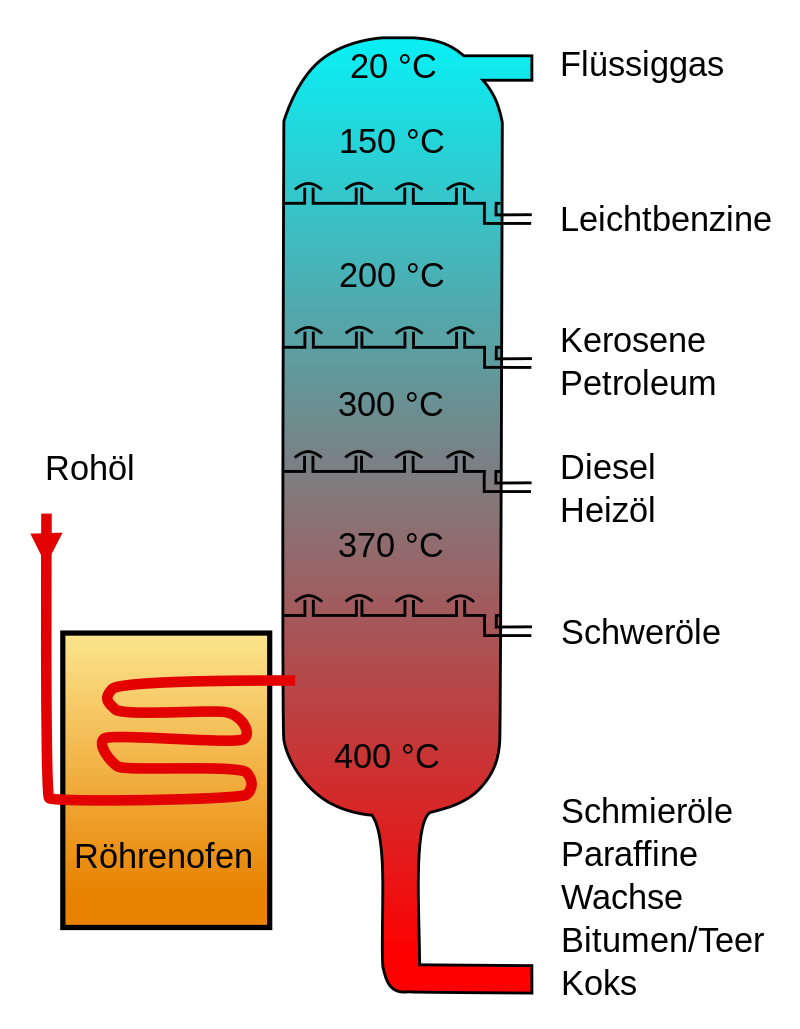 20 °C
Flüssiggas
150 °C
Leichtbenzine
200 °C
Kerosene
Petroleum
300 °C
Rohöl
Diesel
Heizöl
370 °C
Schweröle
400 °C
Röhrenofen
Schmieröle
Paraffine
Wachse
Bitumen/Teer
Koks